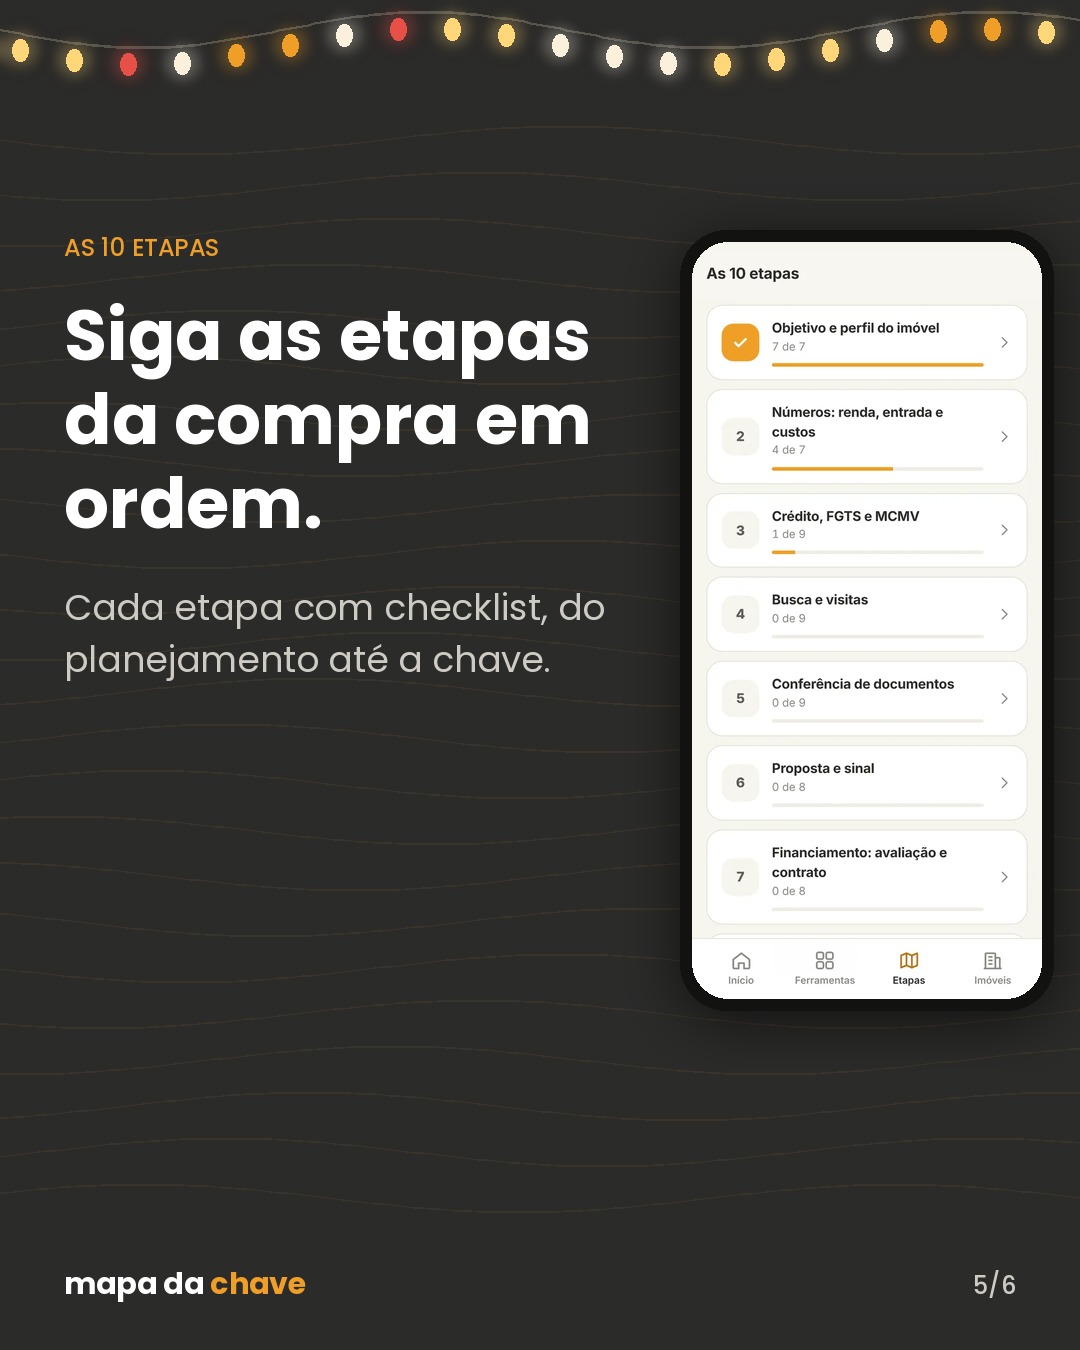 AS 10 ETAPAS
Siga as etapas
da compra em
ordem.
Cada etapa com checklist, do
planejamento até a chave.
As 10 etapas
Objetivo e perfil do imóvel
7 de 7
2
Números: renda, entrada e
custos
4 de 7
3
Crédito, FGTS e MCMV
1 de 9
4
Busca e visitas
0 de 9
5
Conferência de documentos
0 de 9
6
Proposta e sinal
0 de 8
7
Financiamento: avaliação e
contrato
0 de 8
Início
Ferramentas
Etapas
Imóveis
mapa da chave
5/6